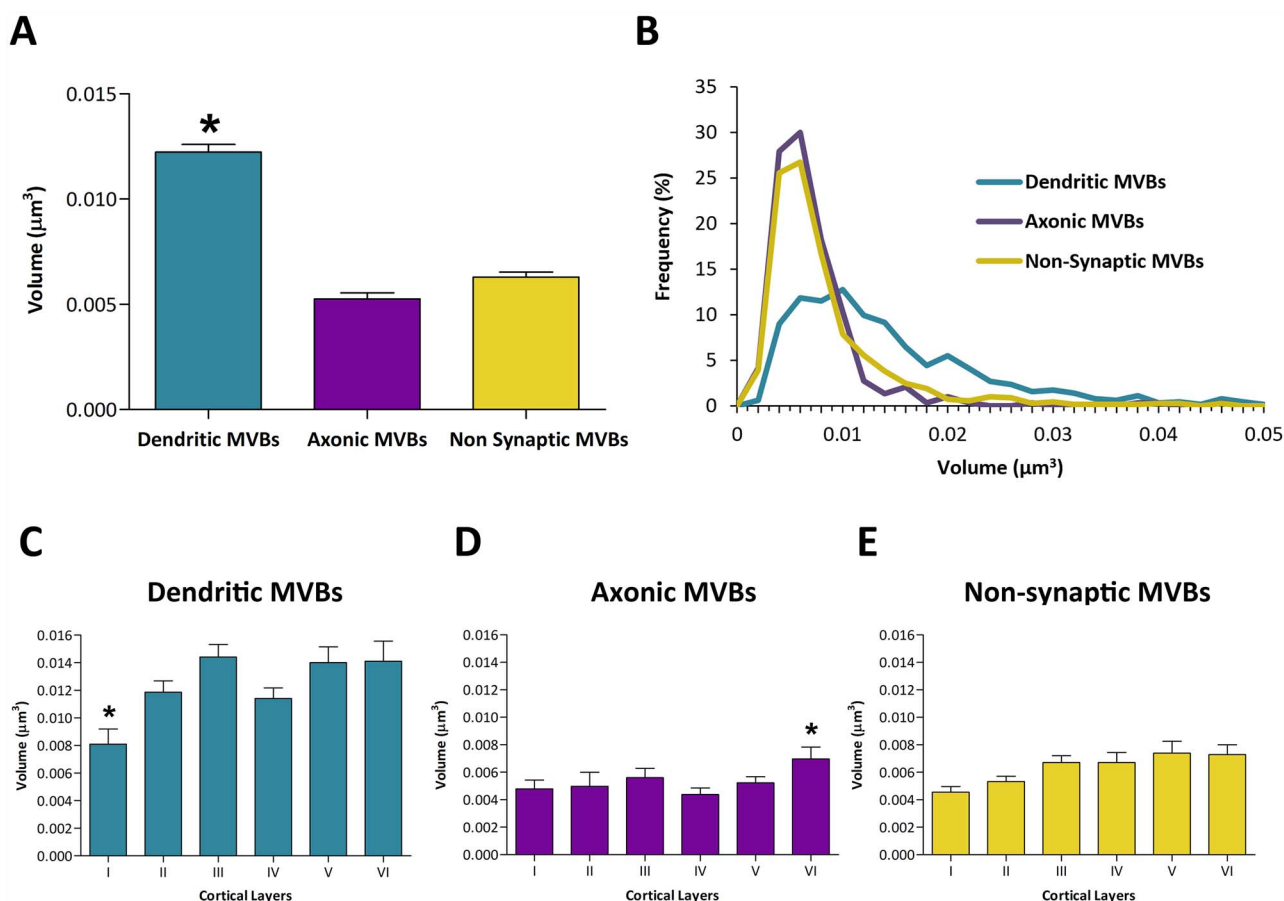 A
Volume (µm³)
0.015
0.010
0.005
0.000
*
Dendritic MVBs Axonic MVBs Non Synaptic MVBs
B
Frequency (%)
35
30
25
20
15
10
5
0
Dendritic MVBs
Axonic MVBs
Non-Synaptic MVBs
0 0.01 0.02 0.03 0.04 0.05
Volume (µm³)
C
Dendritic MVBs
Volume (µm³)
0.016
0.014
0.012
0.010
0.008
0.006
0.004
0.002
0.000
*
I II III IV V VI
Cortical Layers
D
Axonic MVBs
Volume (µm³)
0.016
0.014
0.012
0.010
0.008
0.006
0.004
0.002
0.000
*
I II III IV V VI
Cortical Layers
E
Non-synaptic MVBs
Volume (µm³)
0.016
0.014
0.012
0.010
0.008
0.006
0.004
0.002
0.000
I II III IV V VI
Cortical Layers